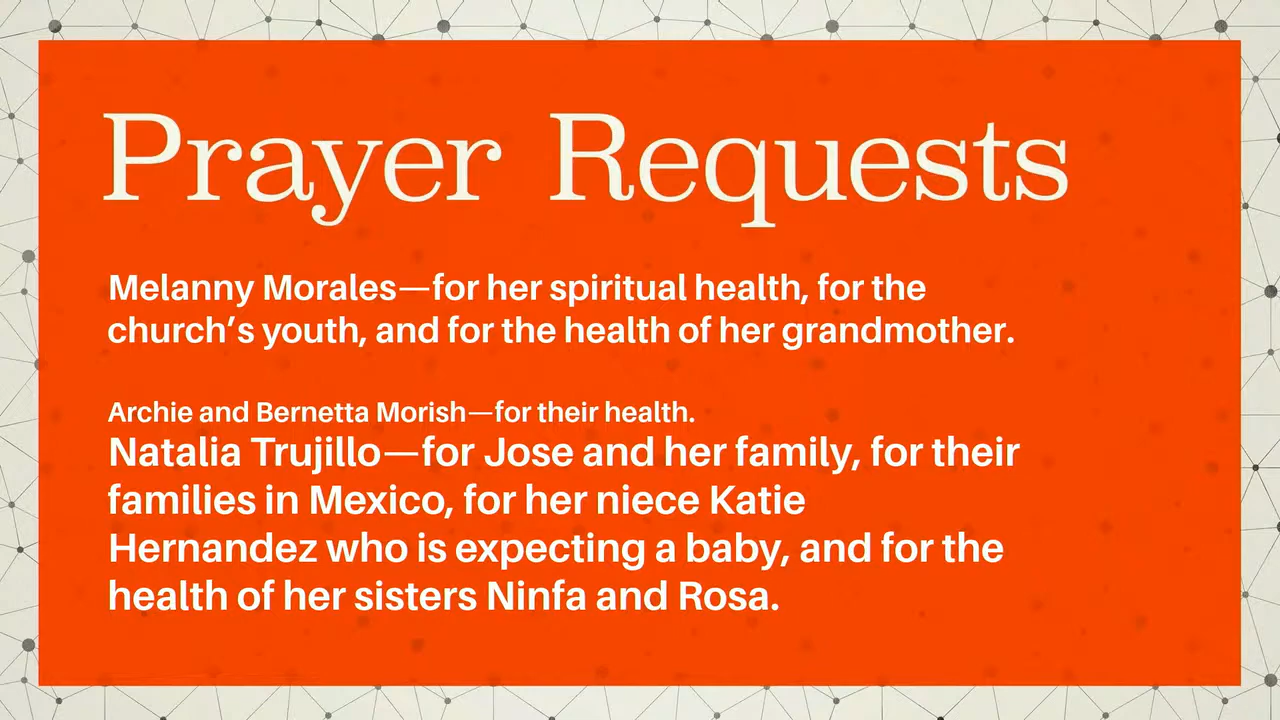 Prayer Requests
Melanny Morales—for her spiritual health, for the
church’s youth, and for the health of her grandmother.
Archie and Bernetta Morish—for their health.
Natalia Trujillo—for Jose and her family, for their
families in Mexico, for her niece Katie
Hernandez who is expecting a baby, and for the
health of her sisters Ninfa and Rosa.